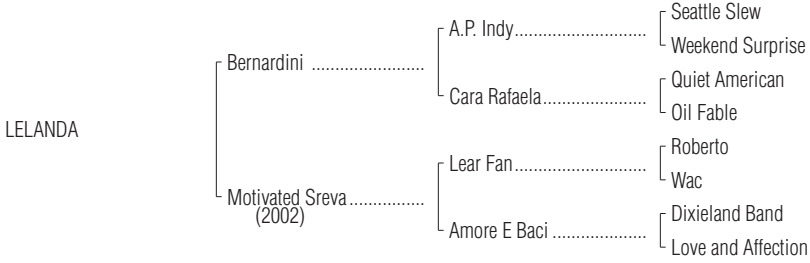 Seattle Slew
A.P. Indy..............................
Weekend Surprise
Bernardini ........................
Quiet American
Cara Rafaela.........................
Oil Fable
LELANDA
Roberto
Lear Fan..............................
Wac
Motivated Sreva................
(2002)
Dixieland Band
Amore E Baci .......................
Love and Affection